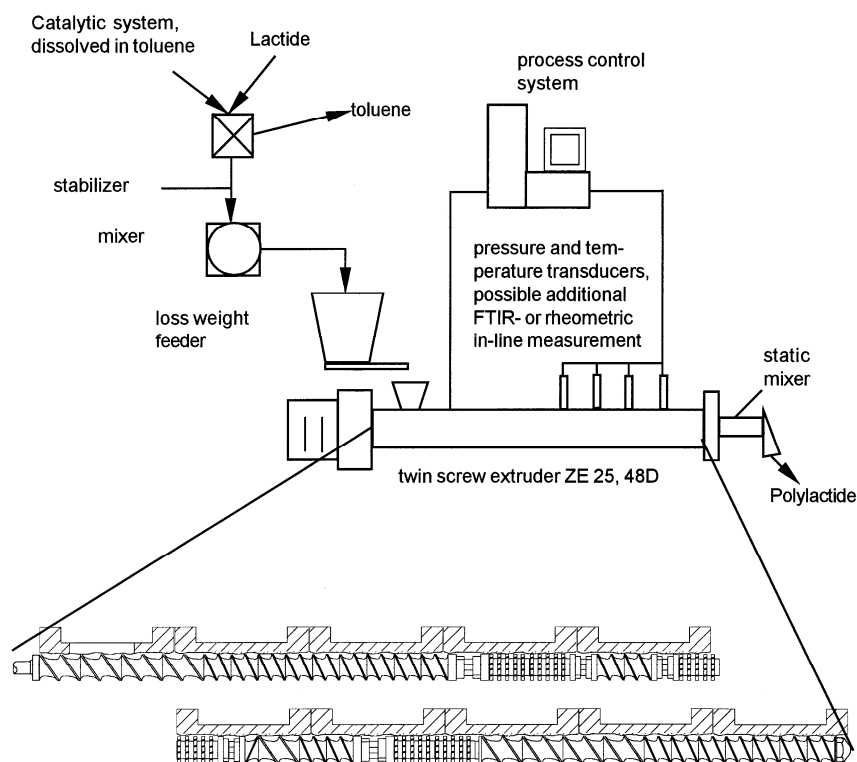 Catalytic system,
dissolved in toluene
Lactide
toluene
stabilizer
mixer
loss weight
feeder
process control
system
pressure and tem-
perature transducers,
possible additional
FTIR- or rheometric
in-line measurement
static
mixer
twin screw extruder ZE 25, 48D
Polylactide